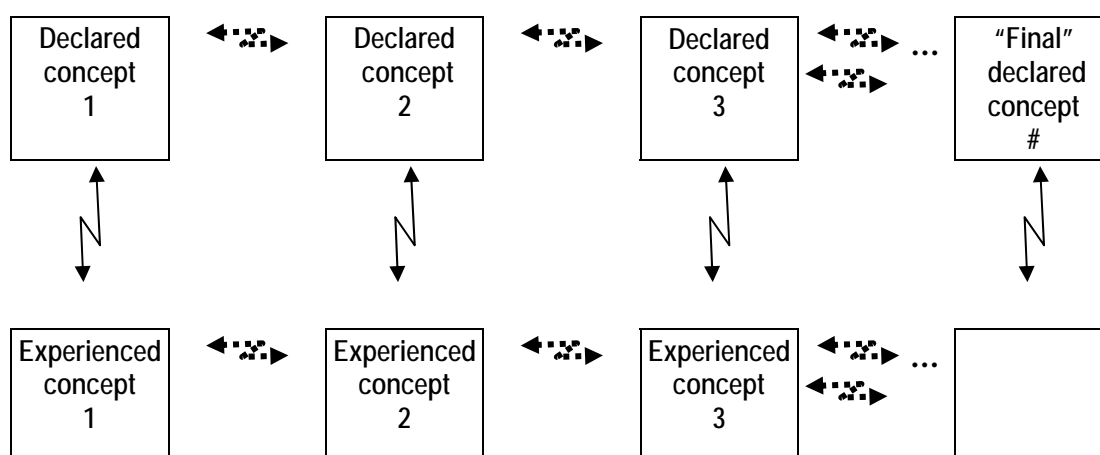 Declared
concept
1
Declared
concept
2
Declared
concept
3
...
“Final”
declared
concept
#
Experienced
concept
1
Experienced
concept
2
Experienced
concept
3
...